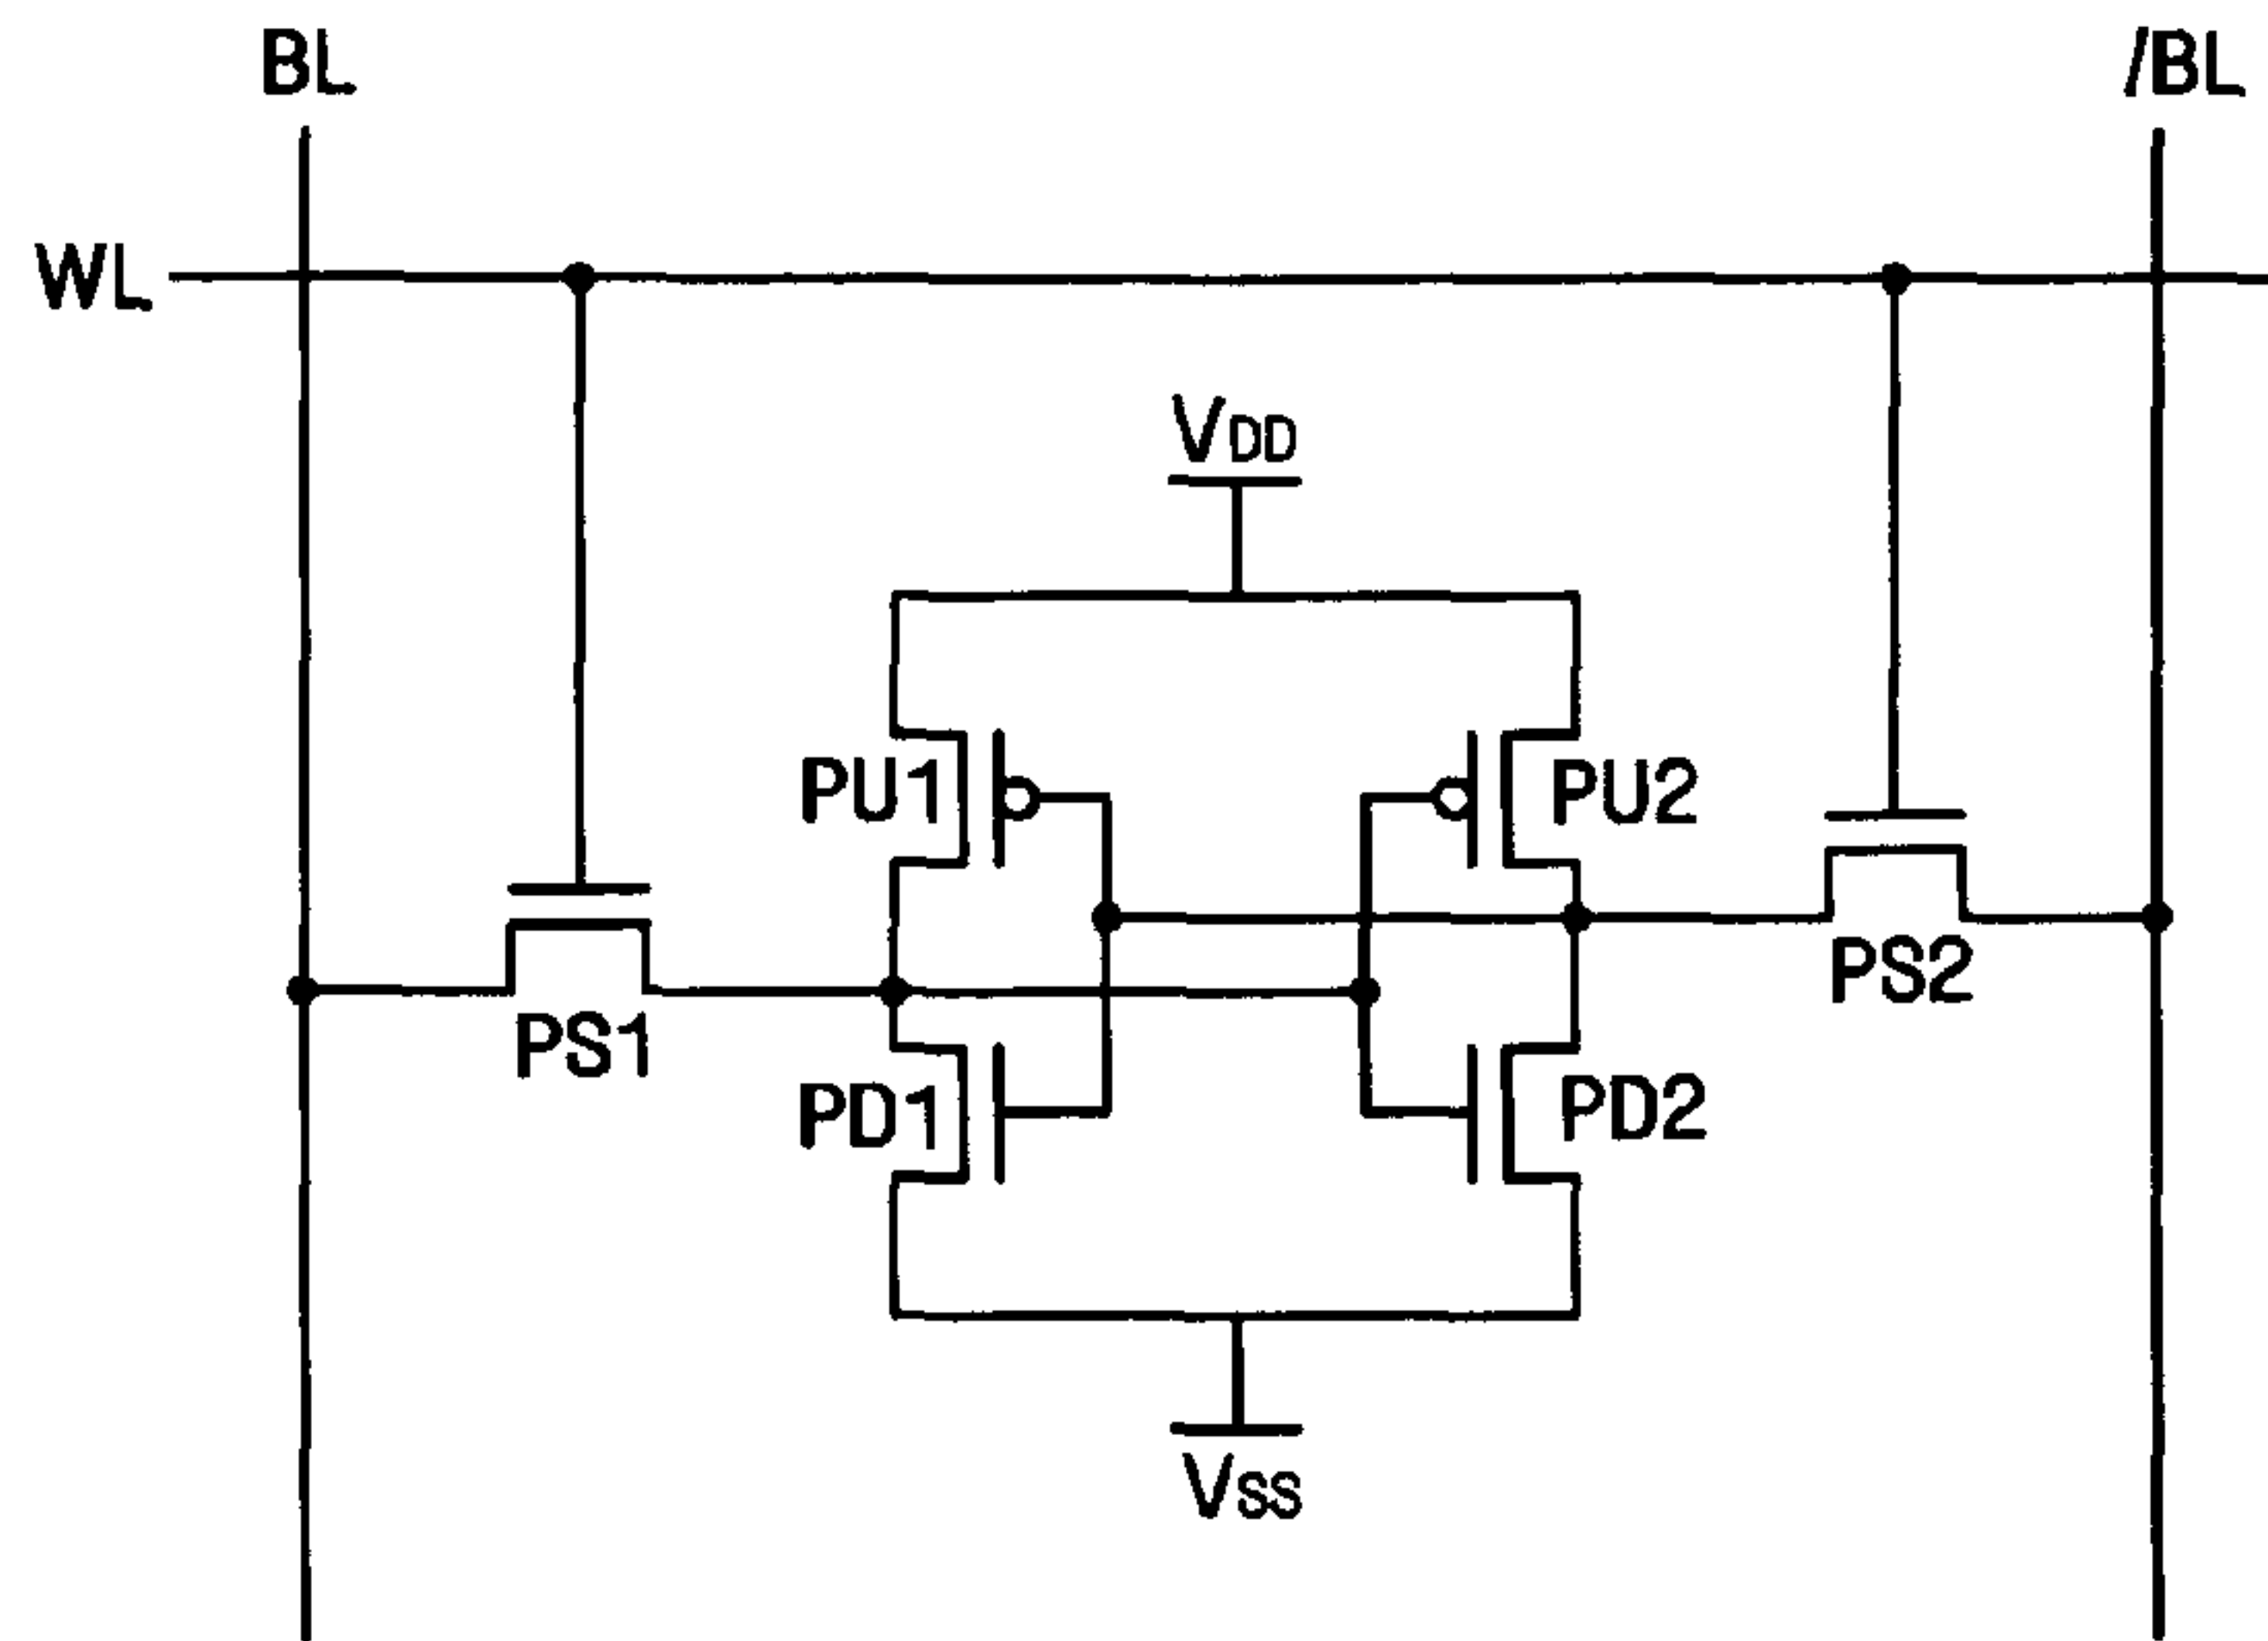 BL
/BL
WL
VDD
PU1
PU2
PS2
PS1
PD1
PD2
VSS